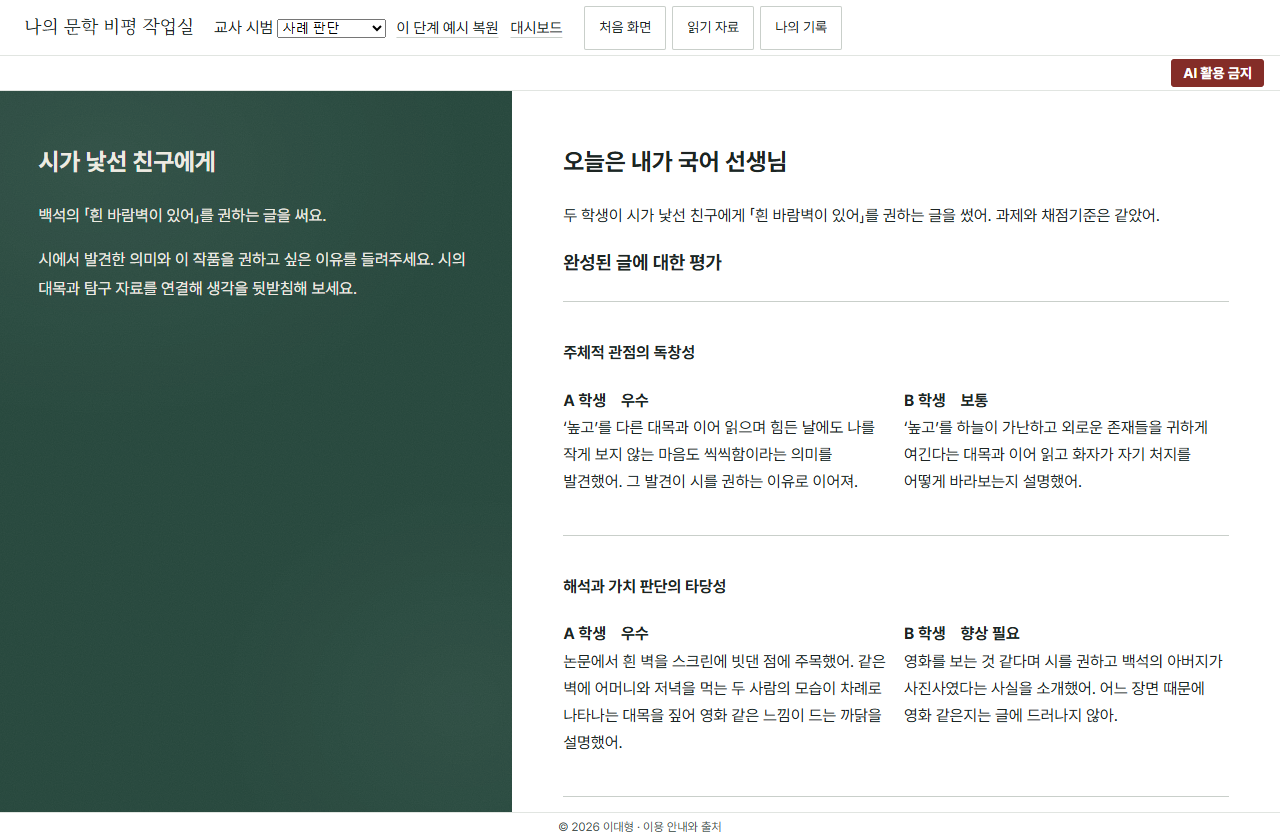 나의 문학 비평 작업실 교사 시범 사례 판단 이 단계 예시 복원 대시보드 처음 화면 읽기 자료 나의 기록
AI 활용 금지
시가 낯선 친구에게
백석의 「흰 바람벽이 있어」를 권하는 글을 써요.
시에서 발견한 의미와 이 작품을 권하고 싶은 이유를 들려주세요. 시의
대목과 탐구 자료를 연결해 생각을 뒷받침해 보세요.
오늘은 내가 국어 선생님
두 학생이 시가 낯선 친구에게 「흰 바람벽이 있어」를 권하는 글을 썼어. 과제와 채점기준은 같았어.
완성된 글에 대한 평가
주체적 관점의 독창성
A 학생 우수
‘높고’를 다른 대목과 이어 읽으며 힘든 날에도 나를
작게 보지 않는 마음도 씩씩함이라는 의미를
발견했어. 그 발견이 시를 권하는 이유로 이어져.
B 학생 보통
‘높고’를 하늘이 가난하고 외로운 존재들을 귀하게
여긴다는 대목과 이어 읽고 화자가 자기 처지를
어떻게 바라보는지 설명했어.
해석과 가치 판단의 타당성
A 학생 우수
논문에서 흰 벽을 스크린에 빗댄 점에 주목했어. 같은
벽에 어머니와 저녁을 먹는 두 사람의 모습이 차례로
나타나는 대목을 짚어 영화 같은 느낌이 드는 까닭을
설명했어.
B 학생 향상 필요
영화를 보는 것 같다며 시를 권하고 백석의 아버지가
사진사였다는 사실을 소개했어. 어느 장면 때문에
영화 같은지는 글에 드러나지 않아.
© 2026 이대형 · 이용 안내와 출처